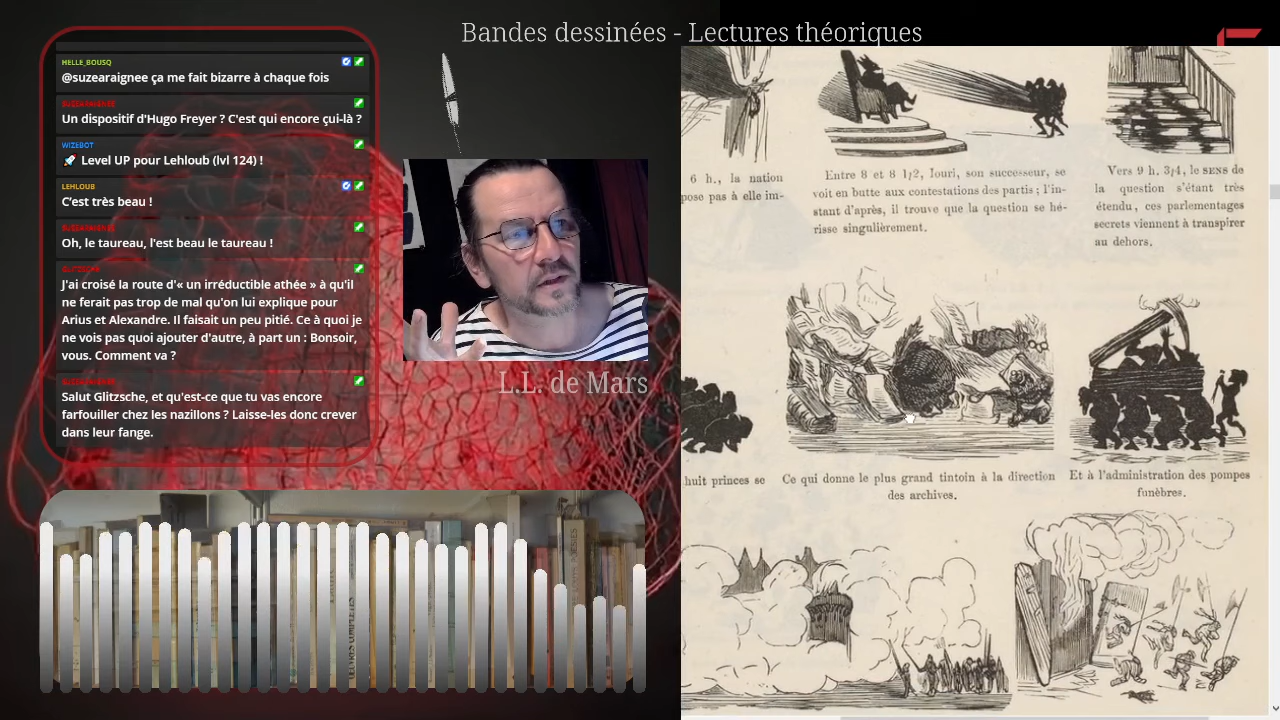 Bandes dessinées - Lectures théoriques
HELLE_BOUSQ
@suzearaignee ça me fait bizarre à chaque fois
SUZEARAIGNEE
Un dispositif d'Hugo Freyer ? C'est qui encore çui-là ?
WIZEBOT
🚀 Level UP pour Lehloub (lvl 124) !
LEHLOUB
C'est très beau !
SUZEARAIGNEE
Oh, le taureau, l'est beau le taureau !
GLITZSCHE
J'ai croisé la route d'« un irréductible athée » à qu'il
ne ferait pas trop de mal qu'on lui explique pour
Arius et Alexandre. Il faisait un peu pitié. Ce à quoi je
ne vois pas quoi ajouter d'autre, à part un : Bonsoir,
vous. Comment va ?
SUZEARAIGNEE
Salut Glitzsche, et qu'est-ce que tu vas encore
farfouiller chez les nazillons ? Laisse-les donc crever
dans leur fange.
L.L. de Mars
6 h., la nation
pose pas à elle im-
Entre 8 et 8 1/2, Iouri, son successeur, se
voit en butte aux contestations des partis ; l'in-
stant d'après, il trouve que la question se hé-
risse singulièrement.
Vers 9 h. 3/4, le SENS de
la question s'étant très
étendu, ces parlementages
secrets viennent à transpirer
au dehors.
huit princes se
Ce qui donne le plus grand tintoin à la direction
des archives.
Et à l'administration des pompes
funèbres.